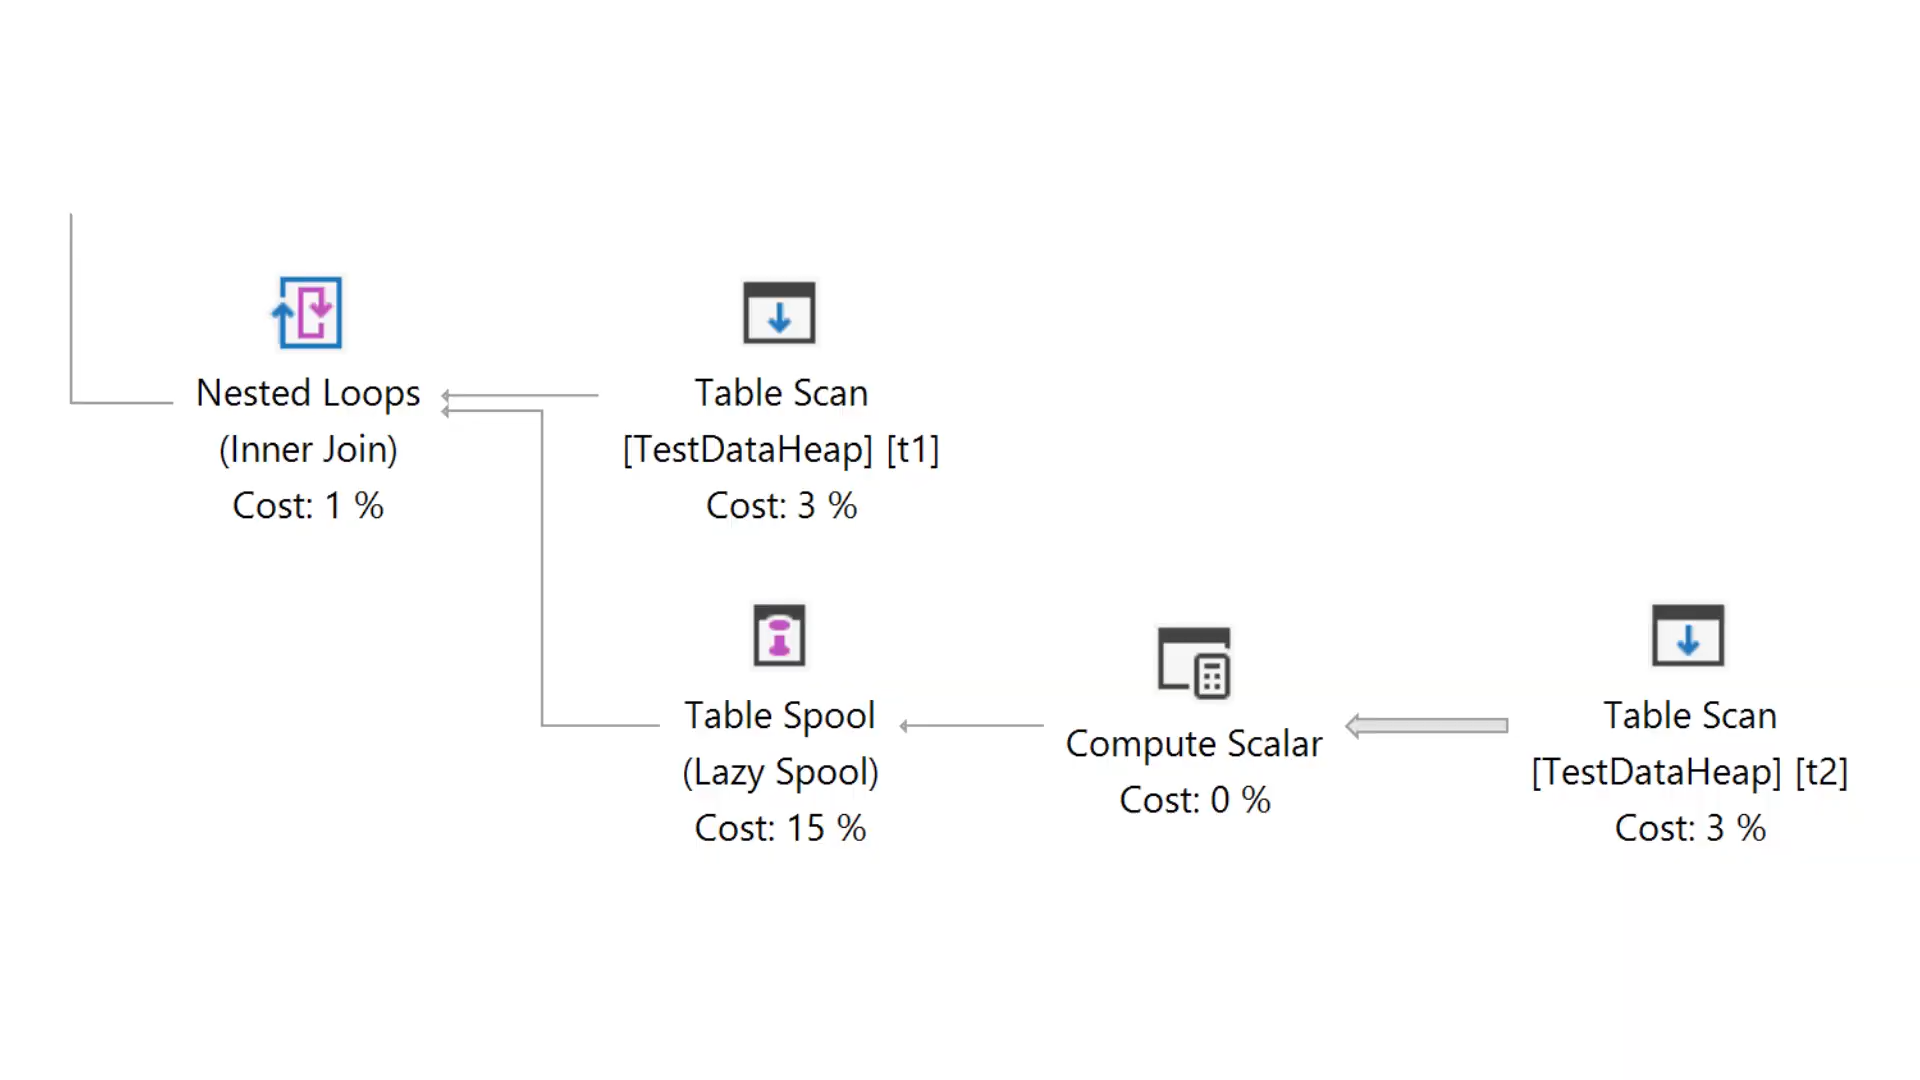 Nested Loops
(Inner Join)
Cost: 1 %
Table Scan
[TestDataHeap] [t1]
Cost: 3 %
Table Spool
(Lazy Spool)
Cost: 15 %
Compute Scalar
Cost: 0 %
Table Scan
[TestDataHeap] [t2]
Cost: 3 %